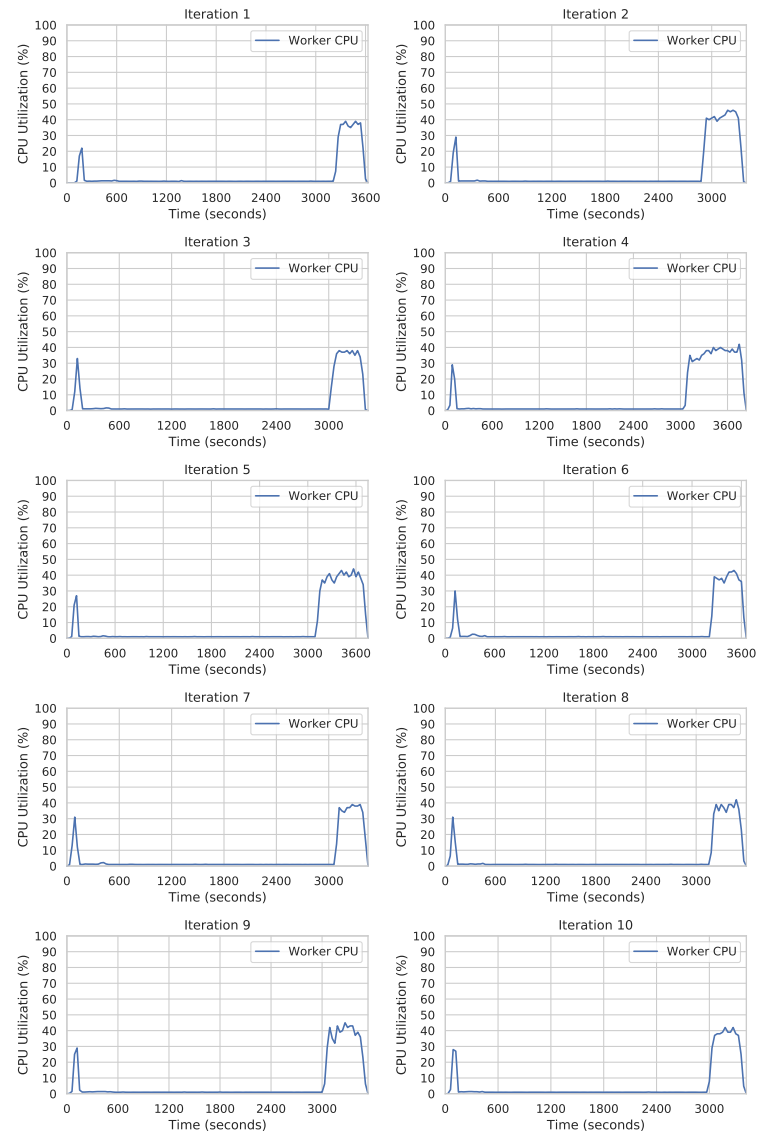 Iteration 1
CPU Utilization (%)
100
90
80
70
60
50
40
30
20
10
0
Worker CPU
0 600 1200 1800 2400 3000 3600
Time (seconds)
Iteration 2
CPU Utilization (%)
100
90
80
70
60
50
40
30
20
10
0
Worker CPU
0 600 1200 1800 2400 3000
Time (seconds)
Iteration 3
CPU Utilization (%)
100
90
80
70
60
50
40
30
20
10
0
Worker CPU
0 600 1200 1800 2400 3000
Time (seconds)
Iteration 4
CPU Utilization (%)
100
90
80
70
60
50
40
30
20
10
0
Worker CPU
0 600 1200 1800 2400 3000 3600
Time (seconds)
Iteration 5
CPU Utilization (%)
100
90
80
70
60
50
40
30
20
10
0
Worker CPU
0 600 1200 1800 2400 3000 3600
Time (seconds)
Iteration 6
CPU Utilization (%)
100
90
80
70
60
50
40
30
20
10
0
Worker CPU
0 600 1200 1800 2400 3000 3600
Time (seconds)
Iteration 7
CPU Utilization (%)
100
90
80
70
60
50
40
30
20
10
0
Worker CPU
0 600 1200 1800 2400 3000
Time (seconds)
Iteration 8
CPU Utilization (%)
100
90
80
70
60
50
40
30
20
10
0
Worker CPU
0 600 1200 1800 2400 3000 3600
Time (seconds)
Iteration 9
CPU Utilization (%)
100
90
80
70
60
50
40
30
20
10
0
Worker CPU
0 600 1200 1800 2400 3000
Time (seconds)
Iteration 10
CPU Utilization (%)
100
90
80
70
60
50
40
30
20
10
0
Worker CPU
0 600 1200 1800 2400 3000
Time (seconds)